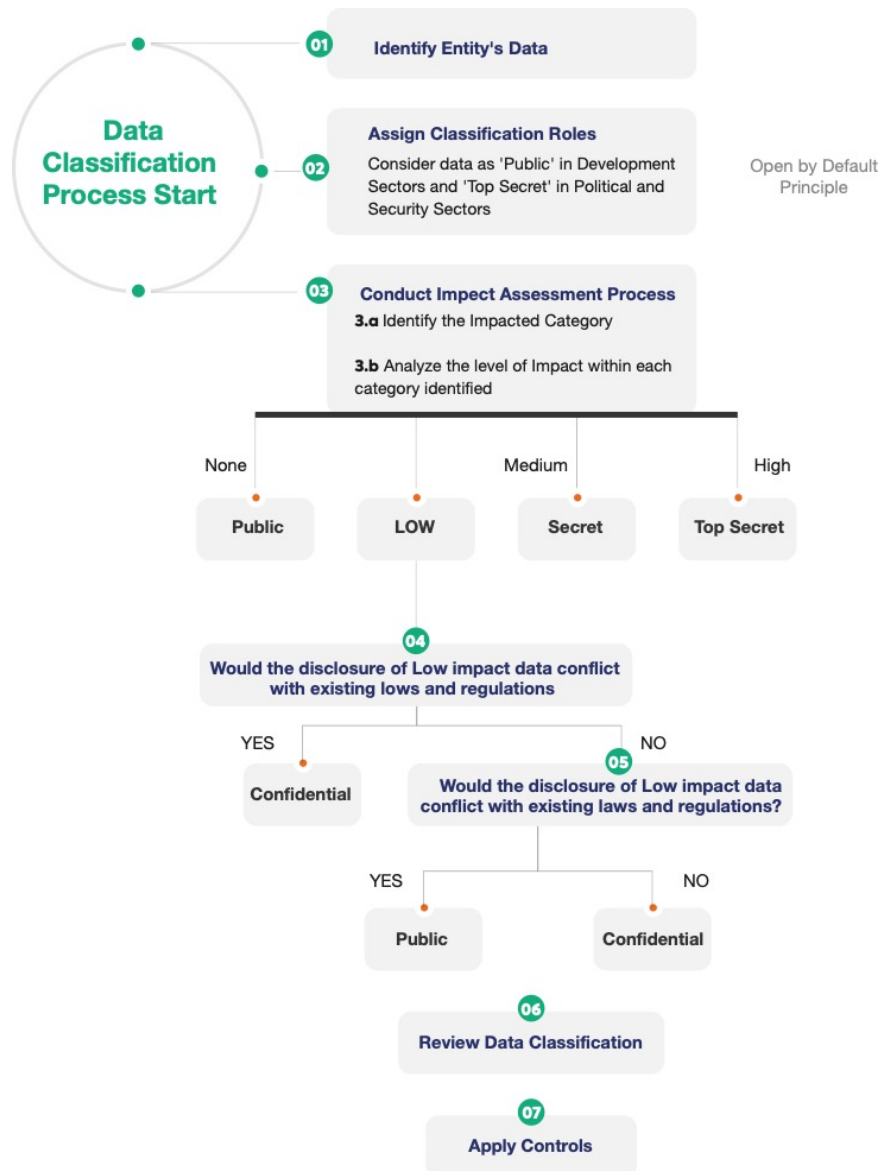 Data
Classification
Process Start
01
Identify Entity's Data
02
Assign Classification Roles
Consider data as 'Public' in Development
Sectors and 'Top Secret' in Political and
Security Sectors
Open by Default
Principle
03
Conduct Impect Assessment Process
3.a Identify the Impacted Category
3.b Analyze the level of Impact within each
category identified
None
Medium
High
Public
LOW
Secret
Top Secret
04
Would the disclosure of Low impact data conflict
with existing lows and regulations
YES
NO
Confidential
05
Would the disclosure of Low impact data
conflict with existing laws and regulations?
YES
NO
Public
Confidential
06
Review Data Classification
07
Apply Controls